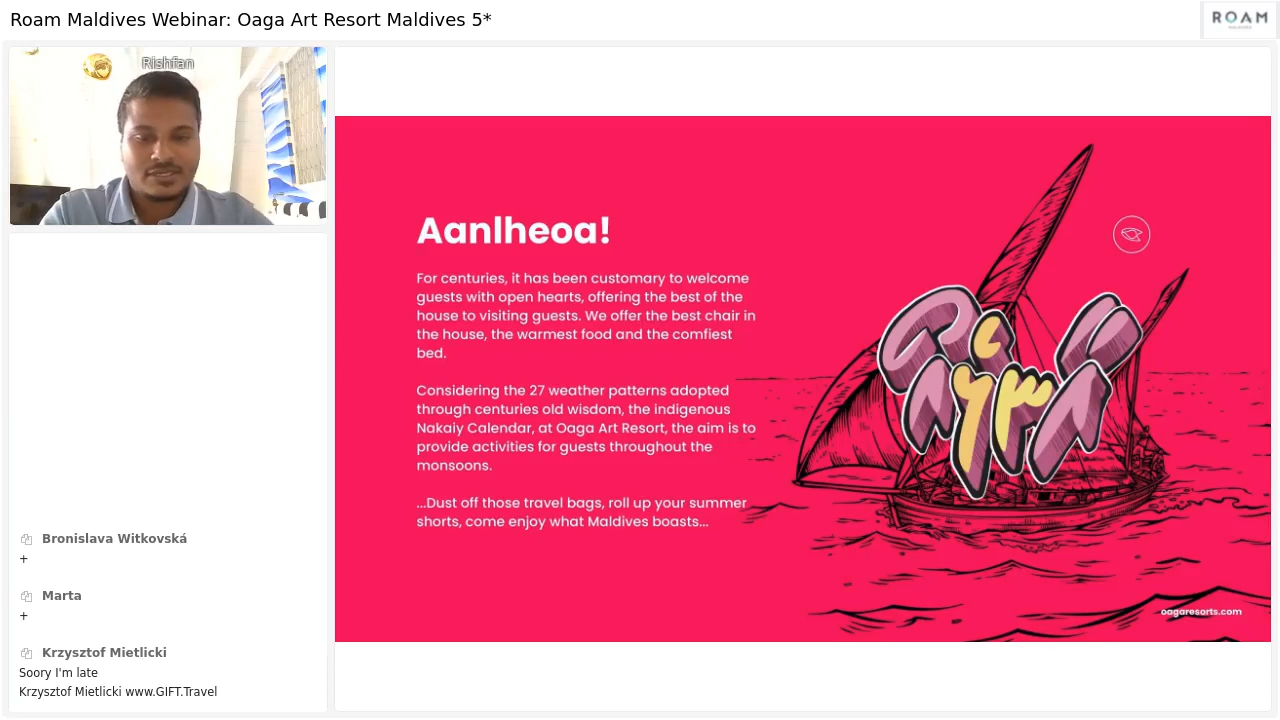 Roam Maldives Webinar: Oaga Art Resort Maldives 5*
ROAM
Rishfan
Aanlheoa!
For centuries, it has been customary to welcome
guests with open hearts, offering the best of the
house to visiting guests. We offer the best chair in
the house, the warmest food and the comfiest
bed.
Considering the 27 weather patterns adopted
through centuries old wisdom, the indigenous
Nakaiy Calendar, at Oaga Art Resort, the aim is to
provide activities for guests throughout the
monsoons.
...Dust off those travel bags, roll up your summer
shorts, come enjoy what Maldives boasts...
oagaresorts.com
Bronislava Witkovská
+
Marta
+
Krzysztof Mietlicki
Soory I'm late
Krzysztof Mietlicki www.GIFT.Travel